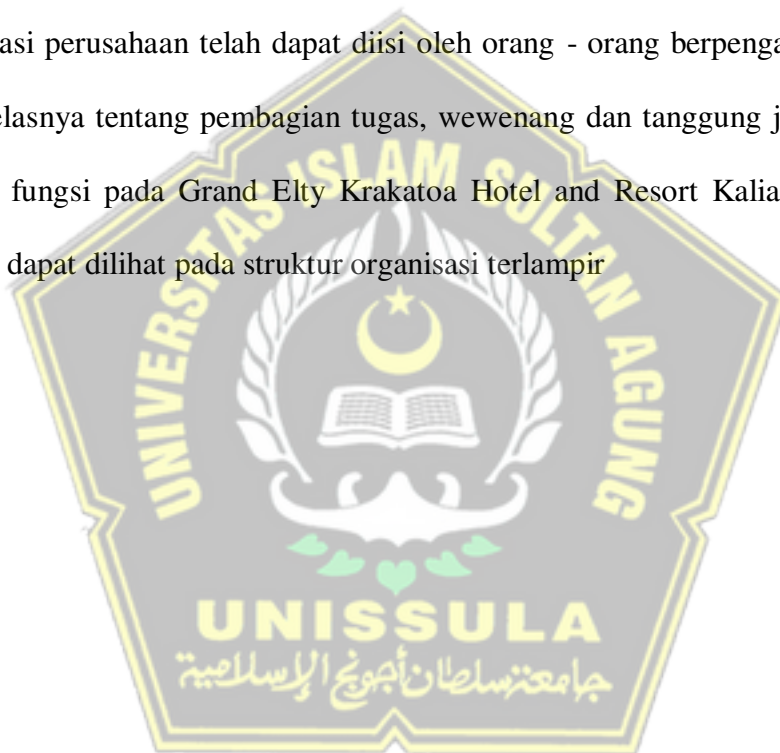 asi perusahaan telah dapat diisi oleh orang - orang berpenga
elasnya tentang pembagian tugas, wewenang dan tanggung j
fungsi pada Grand Elty Krakatoa Hotel and Resort Kalia
dapat dilihat pada struktur organisasi terlampir
UNIVERSITAS ISLAM SULTAN AGUNG
UNISSULA
جامعة سلطان أجونج الإسلامية